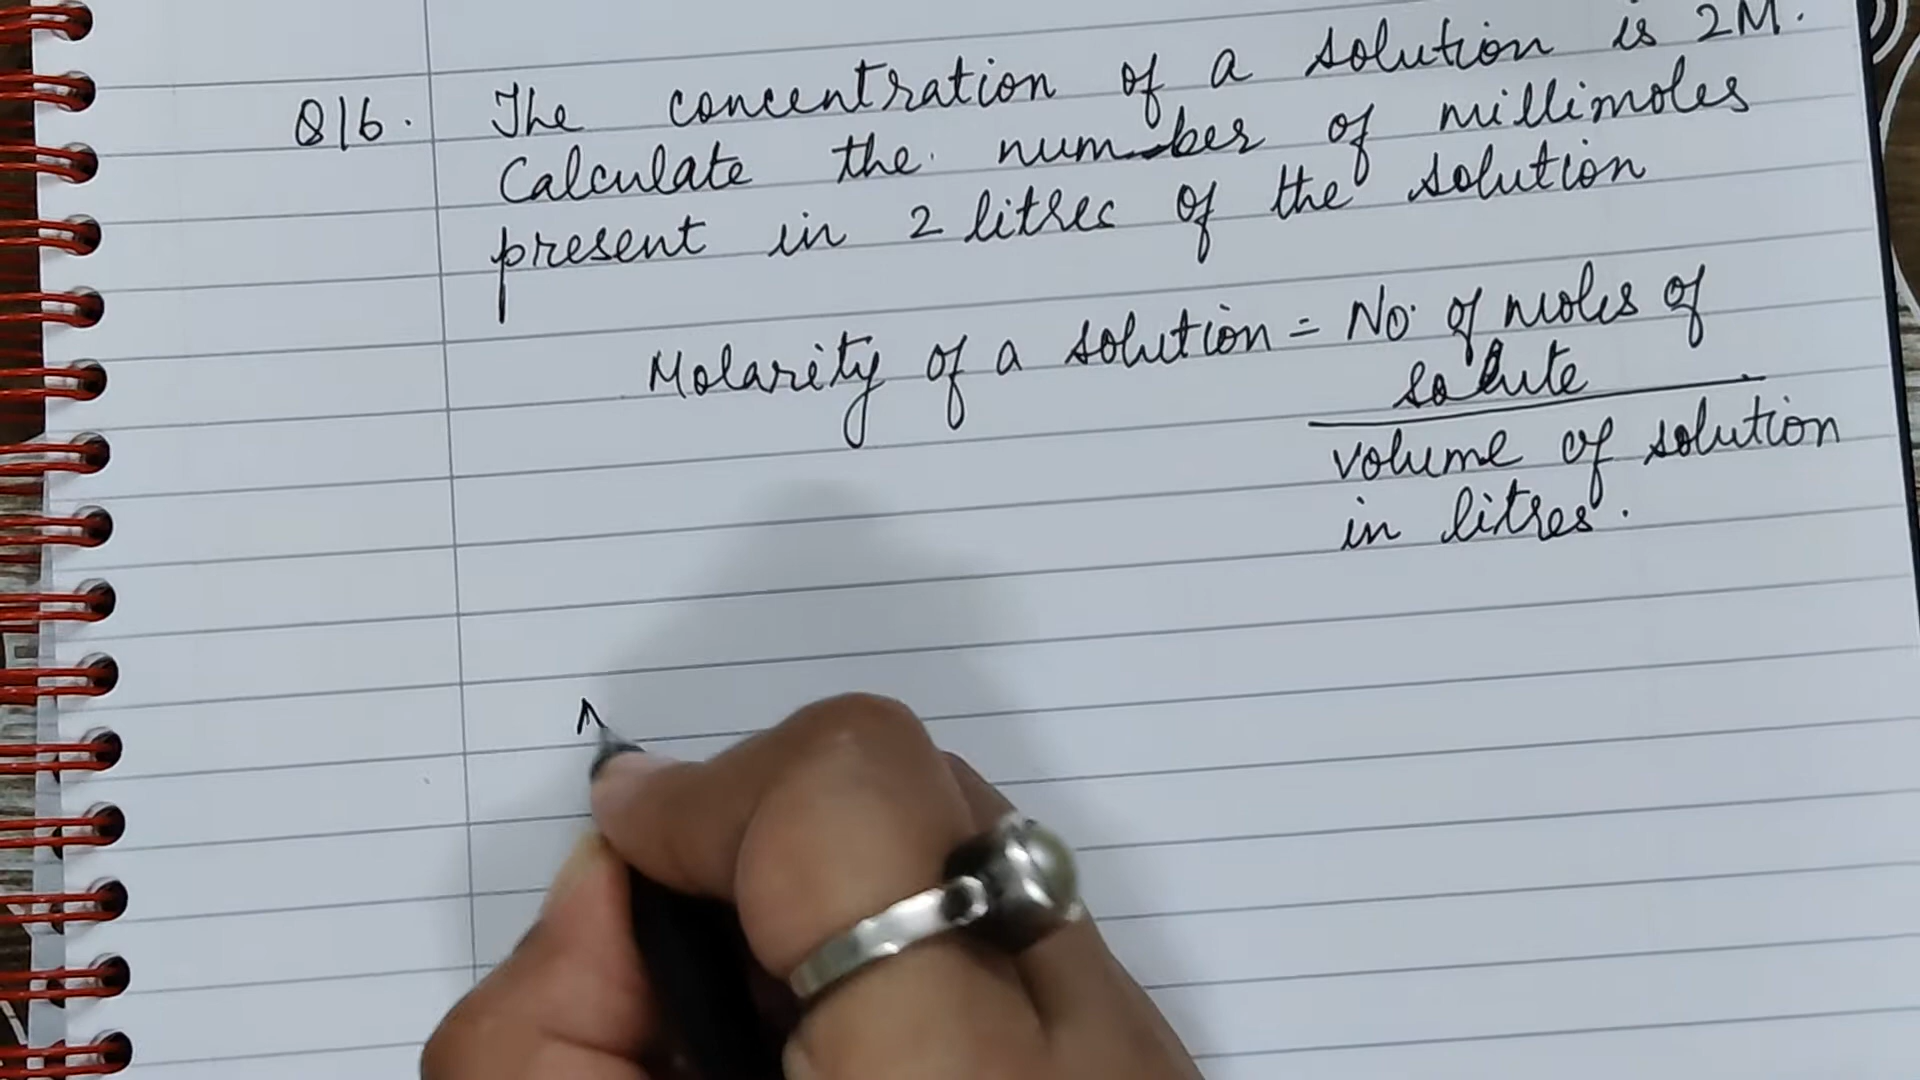 Q16. The concentration of a solution is 2M.
Calculate the number of millimoles
present in 2 litres of the solution
Molarity of a solution = No. of moles of
solute
volume of solution
in litres.